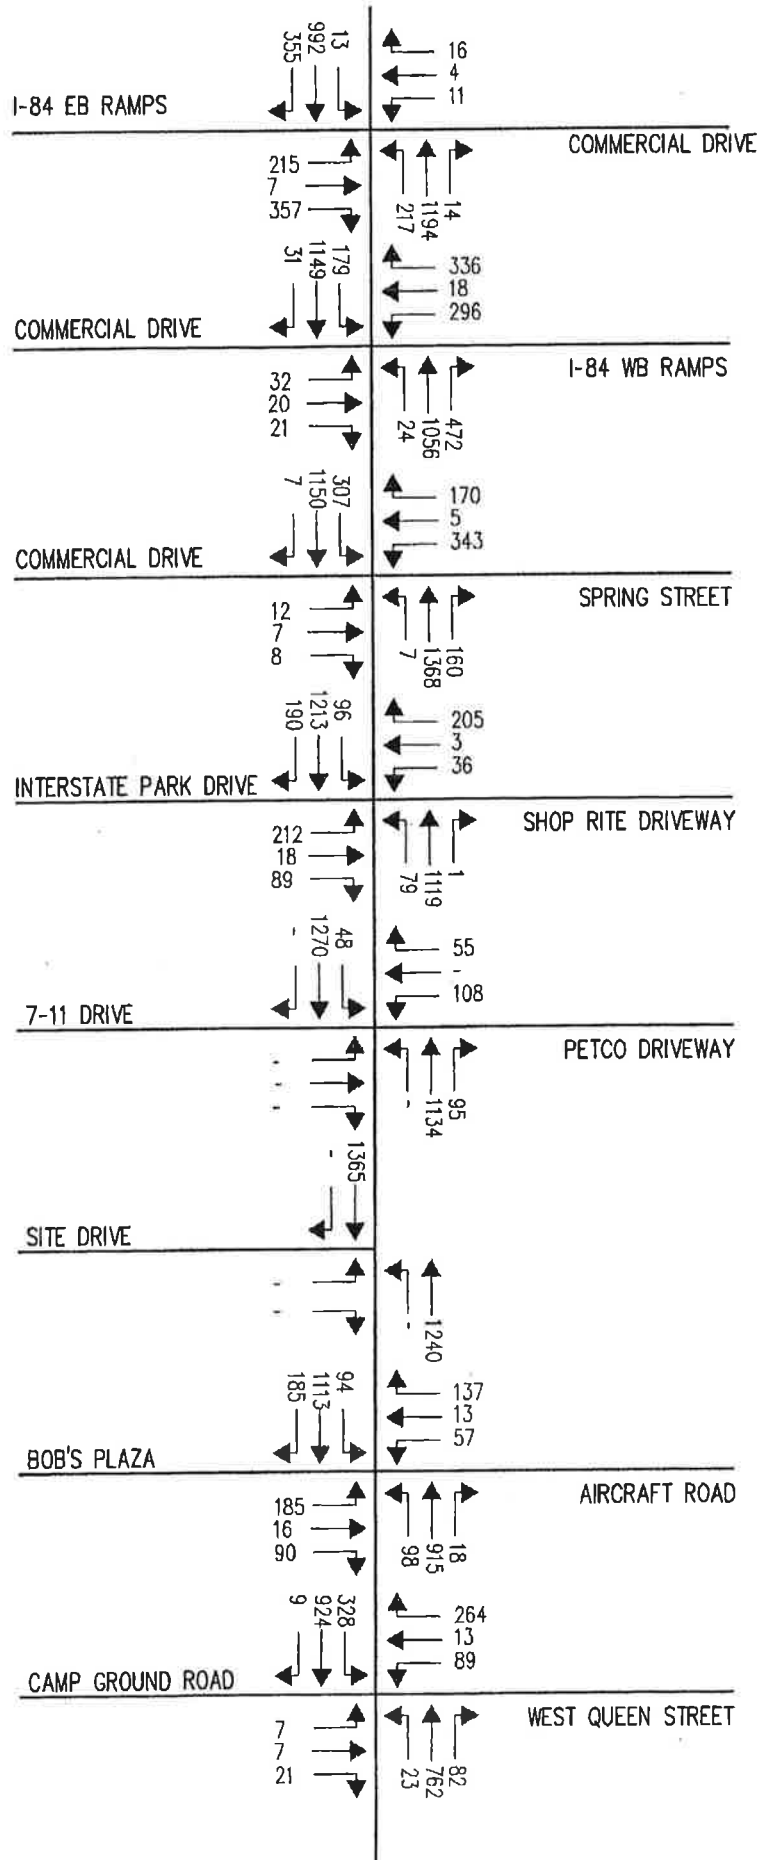 355 992 13
16
4
11
I-84 EB RAMPS
COMMERCIAL DRIVE
215
7
357
217 1194 14
31 1149 179
336
18
296
COMMERCIAL DRIVE
I-84 WB RAMPS
32
20
21
24 1056 472
7 1150 307
170
5
343
COMMERCIAL DRIVE
SPRING STREET
12
7
8
7 1368 160
190 1213 96
205
3
36
INTERSTATE PARK DRIVE
SHOP RITE DRIVEWAY
212
18
89
79 1119 1
- 1270 48
55
-
108
7-11 DRIVE
PETCO DRIVEWAY
-
-
-
- 1134 95
- 1365
SITE DRIVE
-
-
- 1240
185 1113 94
137
13
57
BOB'S PLAZA
AIRCRAFT ROAD
185
16
90
98 915 18
9 924 328
264
13
89
CAMP GROUND ROAD
WEST QUEEN STREET
7
7
21
23 762 82